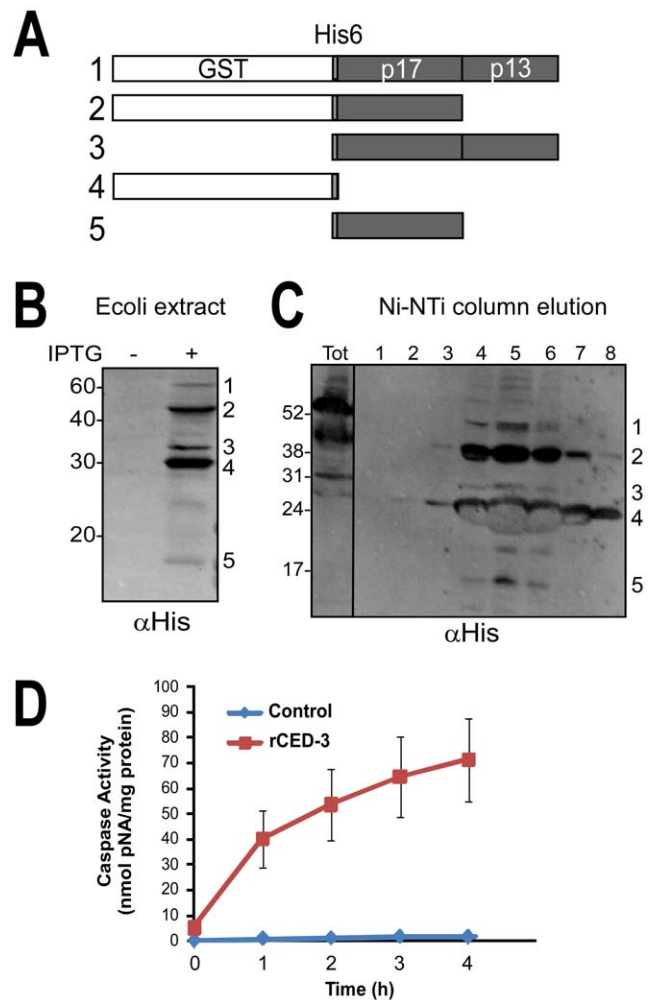 A
His6
1 GST p17 p13
2
3
4
5
B
Ecoli extract
IPTG - +
60 1
40 2
3
30 4
20
5
αHis
C
Ni-NTi column elution
Tot 1 2 3 4 5 6 7 8
52
1
38 2
31 3
24 4
17 5
αHis
D
Caspase Activity
(nmol pNA/mg protein)
100
90
80
70
60
50
40
30
20
10
0
Control
rCED-3
0 1 2 3 4
Time (h)